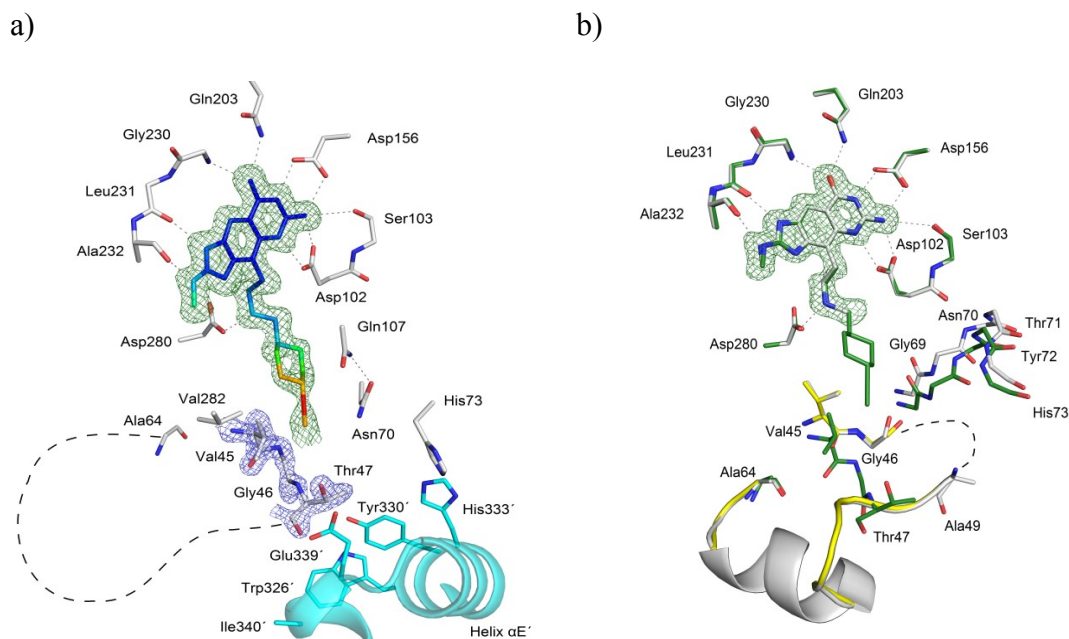 a)
b)
Gln203
Gly230
Asp156
Leu231
Ala232
Ser103
Asp102
Asp280
Gln107
Val282
Ala64
Val45
Asn70
His73
Gly46
Thr47
Tyr330´
His333´
Glu339´
Trp326´
Ile340´
Helix αE´
Gln203
Gly230
Asp156
Leu231
Ala232
Ser103
Asp102
Asn70
Thr71
Asp280
Gly69
Tyr72
His73
Val45
Gly46
Ala64
Thr47
Ala49